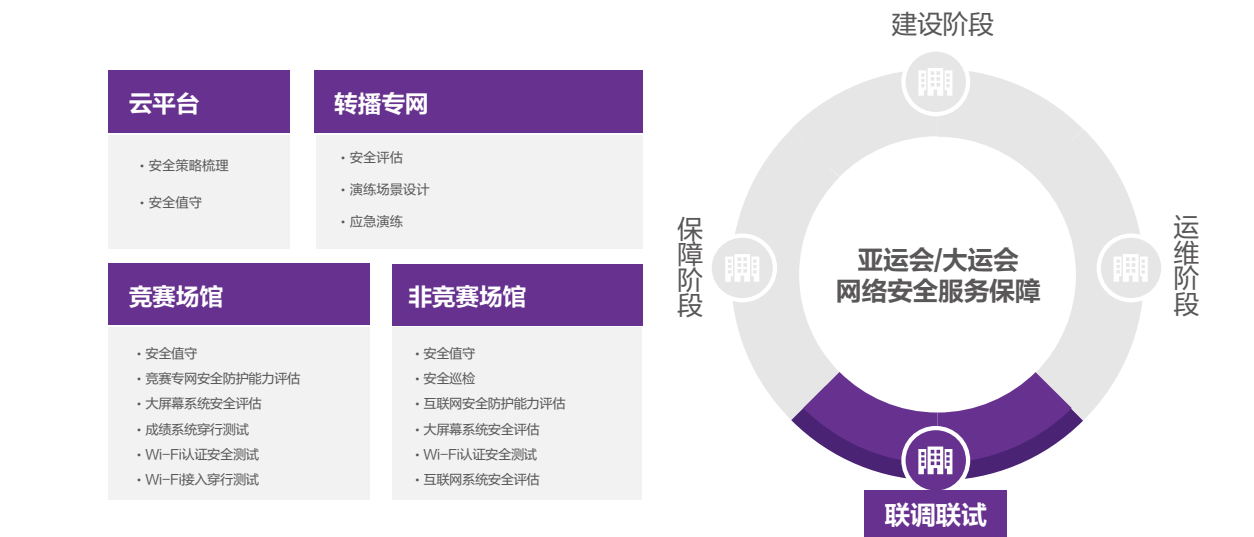 云平台
・安全策略梳理
・安全值守
转播专网
・安全评估
・演练场景设计
・应急演练
竞赛场馆
・安全值守
・竞赛专网安全防护能力评估
・大屏幕系统安全评估
・成绩系统穿行测试
・Wi-Fi认证安全测试
・Wi-Fi接入穿行测试
非竞赛场馆
・安全值守
・安全巡检
・互联网安全防护能力评估
・大屏幕系统安全评估
・Wi-Fi认证安全测试
・互联网系统安全评估
建设阶段
保障阶段
亚运会/大运会
网络安全服务保障
运维阶段
联调联试